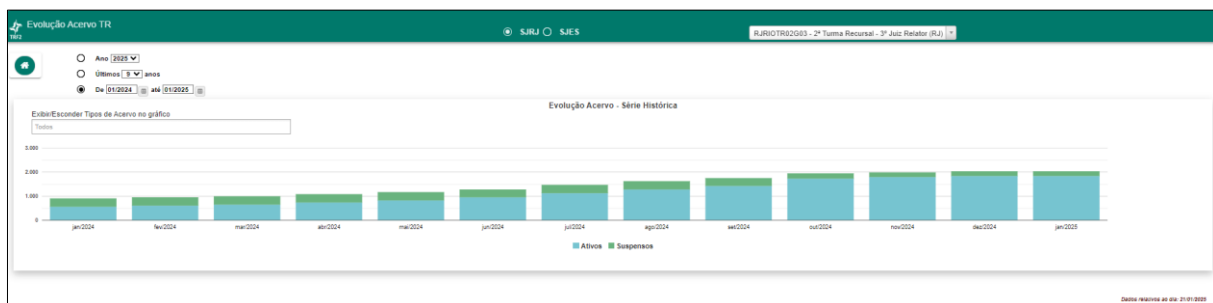 Evolução Acervo TR
TRF2
SJRJ SJES
RJRIOTR02G03 - 2ª Turma Recursal - 3º Juiz Relator (RJ)
Ano 2025
Últimos 9 anos
De 01/2024 até 01/2025
Evolução Acervo - Série Histórica
Exibir/Esconder Tipos de Acervo no gráfico
Todos
3.000
2.000
1.000
0
jan/2024 fev/2024 mar/2024 abr/2024 mai/2024 jun/2024 jul/2024 ago/2024 set/2024 out/2024 nov/2024 dez/2024 jan/2025
Ativos Suspensos
Dados relativos ao dia: 21/01/2025